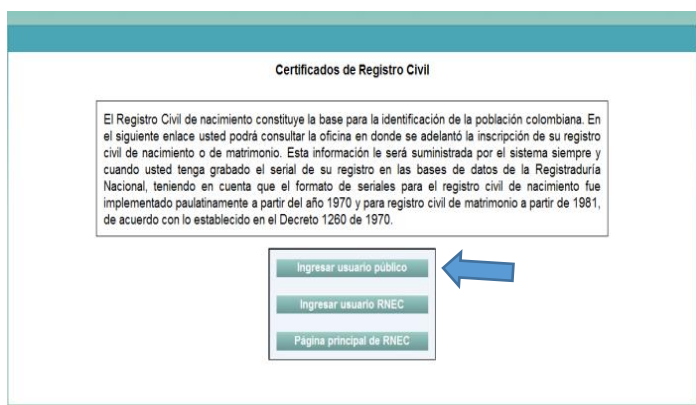 Certificados de Registro Civil
El Registro Civil de nacimiento constituye la base para la identificación de la población colombiana. En
el siguiente enlace usted podrá consultar la oficina en donde se adelantó la inscripción de su registro
civil de nacimiento o de matrimonio. Esta información le será suministrada por el sistema siempre y
cuando usted tenga grabado el serial de su registro en las bases de datos de la Registraduría
Nacional, teniendo en cuenta que el formato de seriales para el registro civil de nacimiento fue
implementado paulatinamente a partir del año 1970 y para registro civil de matrimonio a partir de 1981,
de acuerdo con lo establecido en el Decreto 1260 de 1970.
Ingresar usuario público
Ingresar usuario RNEC
Página principal de RNEC